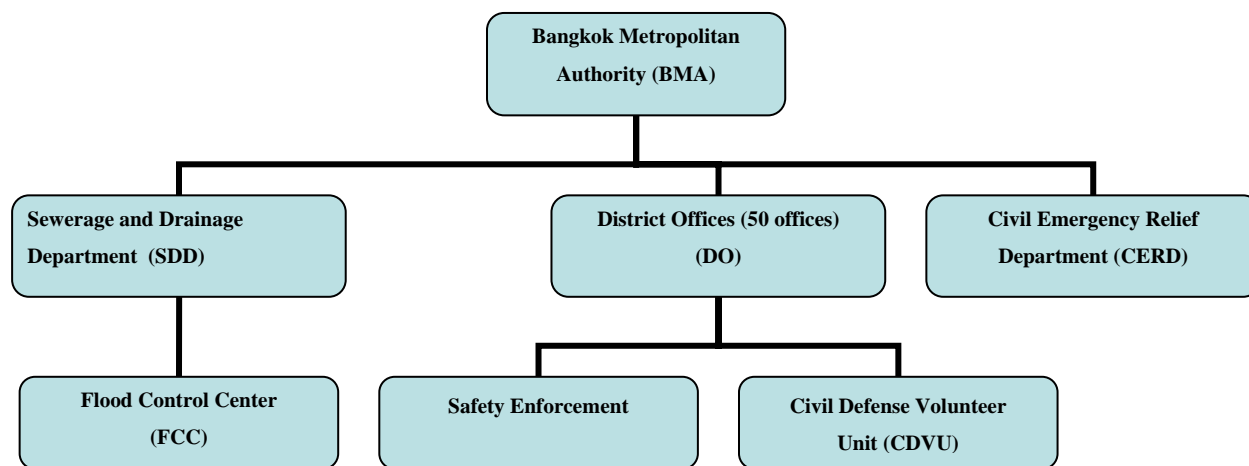 Bangkok Metropolitan
Authority (BMA)
Sewerage and Drainage
Department (SDD)
District Offices (50 offices)
(DO)
Civil Emergency Relief
Department (CERD)
Flood Control Center
(FCC)
Safety Enforcement
Civil Defense Volunteer
Unit (CDVU)